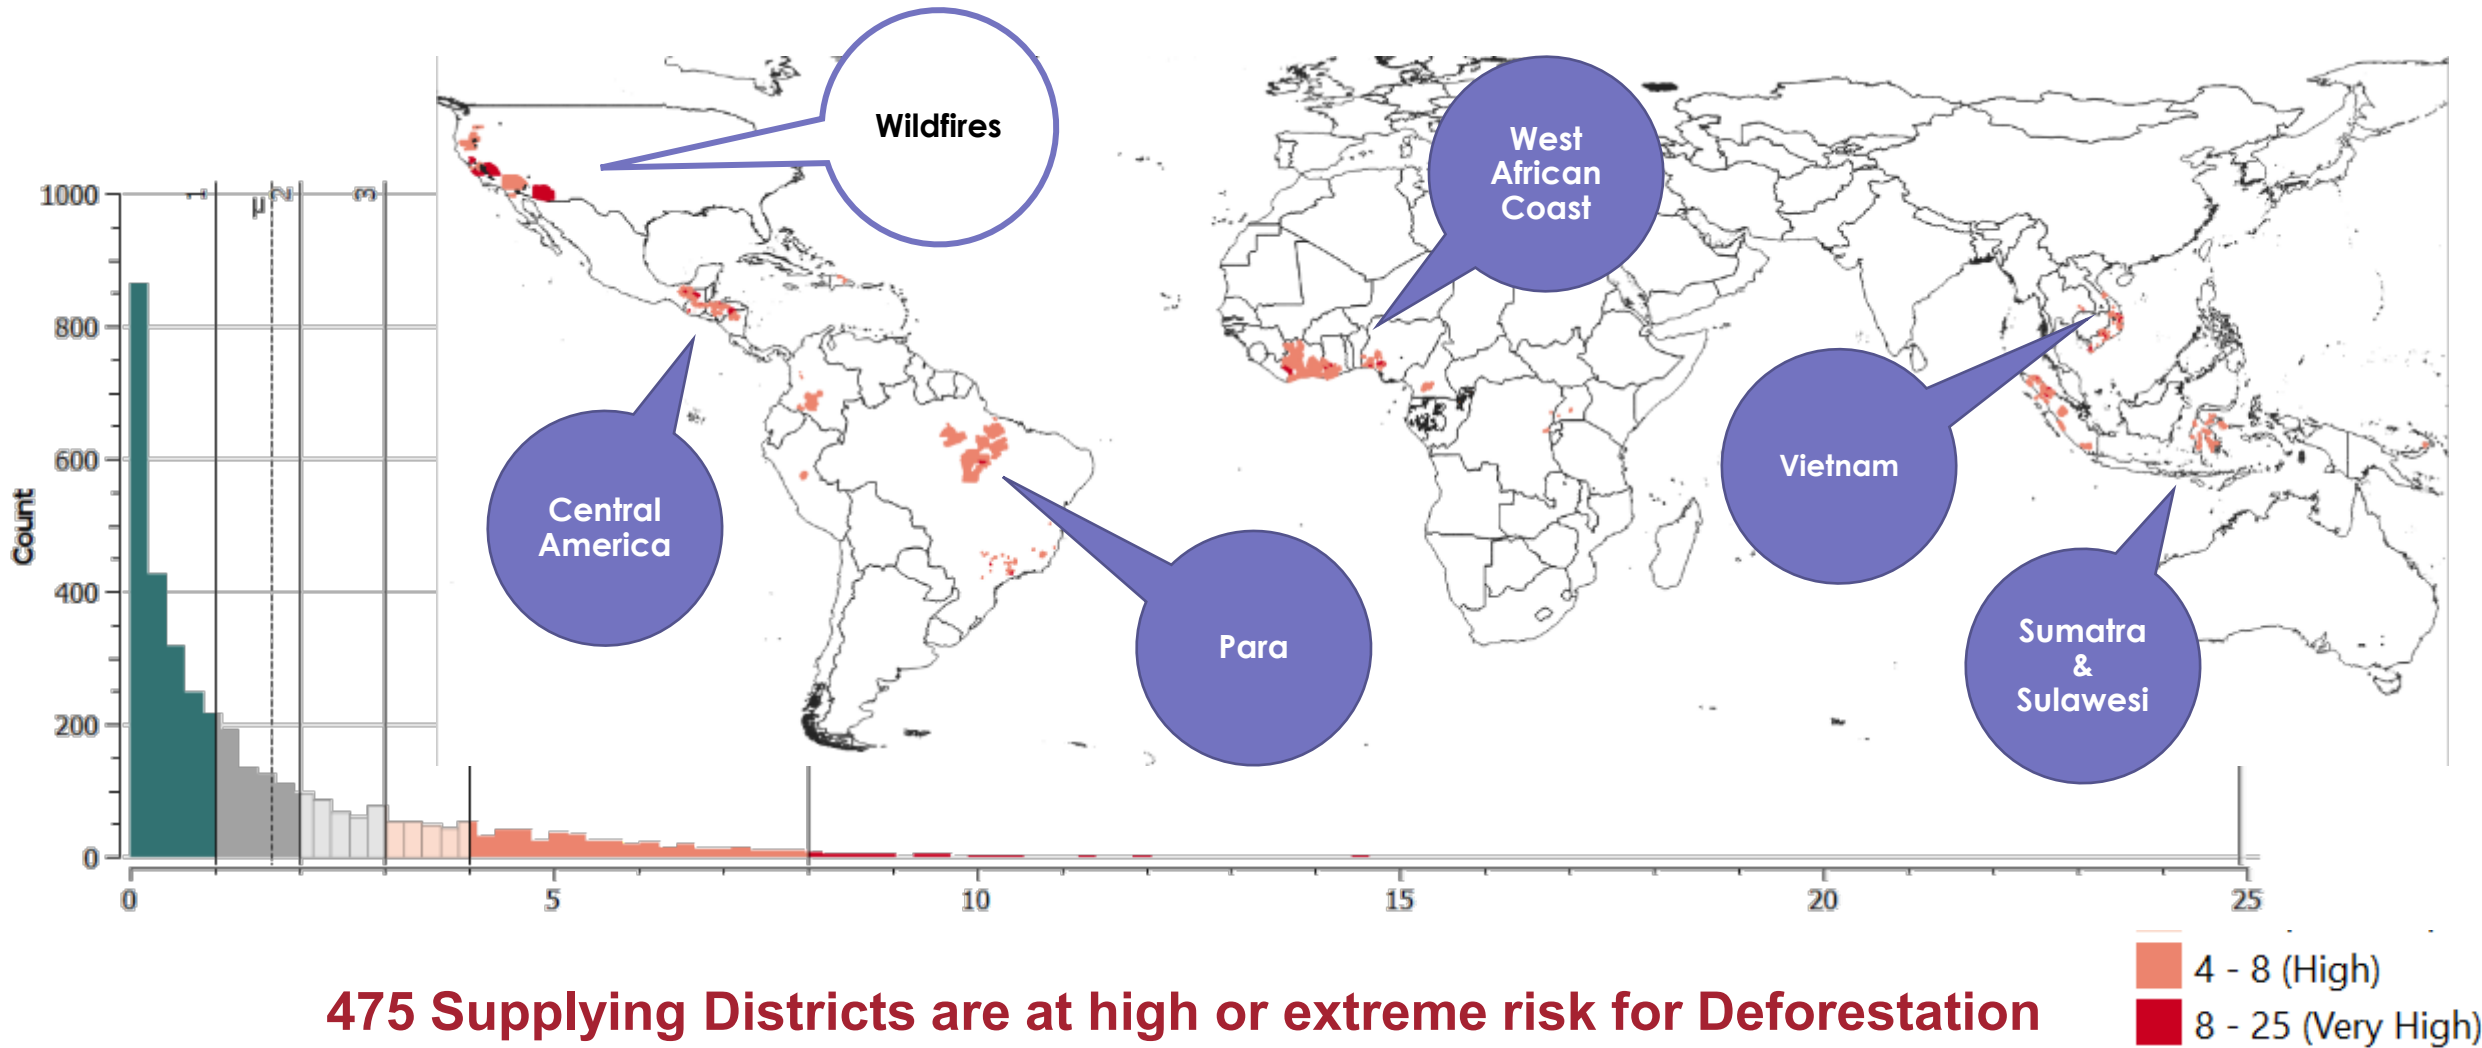 Wildfires
West
African
Coast
1000
1
μ
2
3
800
600
400
200
0
Count
Central
America
Vietnam
Para
Sumatra
&
Sulawesi
0
5
10
15
20
25
4 - 8 (High)
475 Supplying Districts are at high or extreme risk for Deforestation
8 - 25 (Very High)